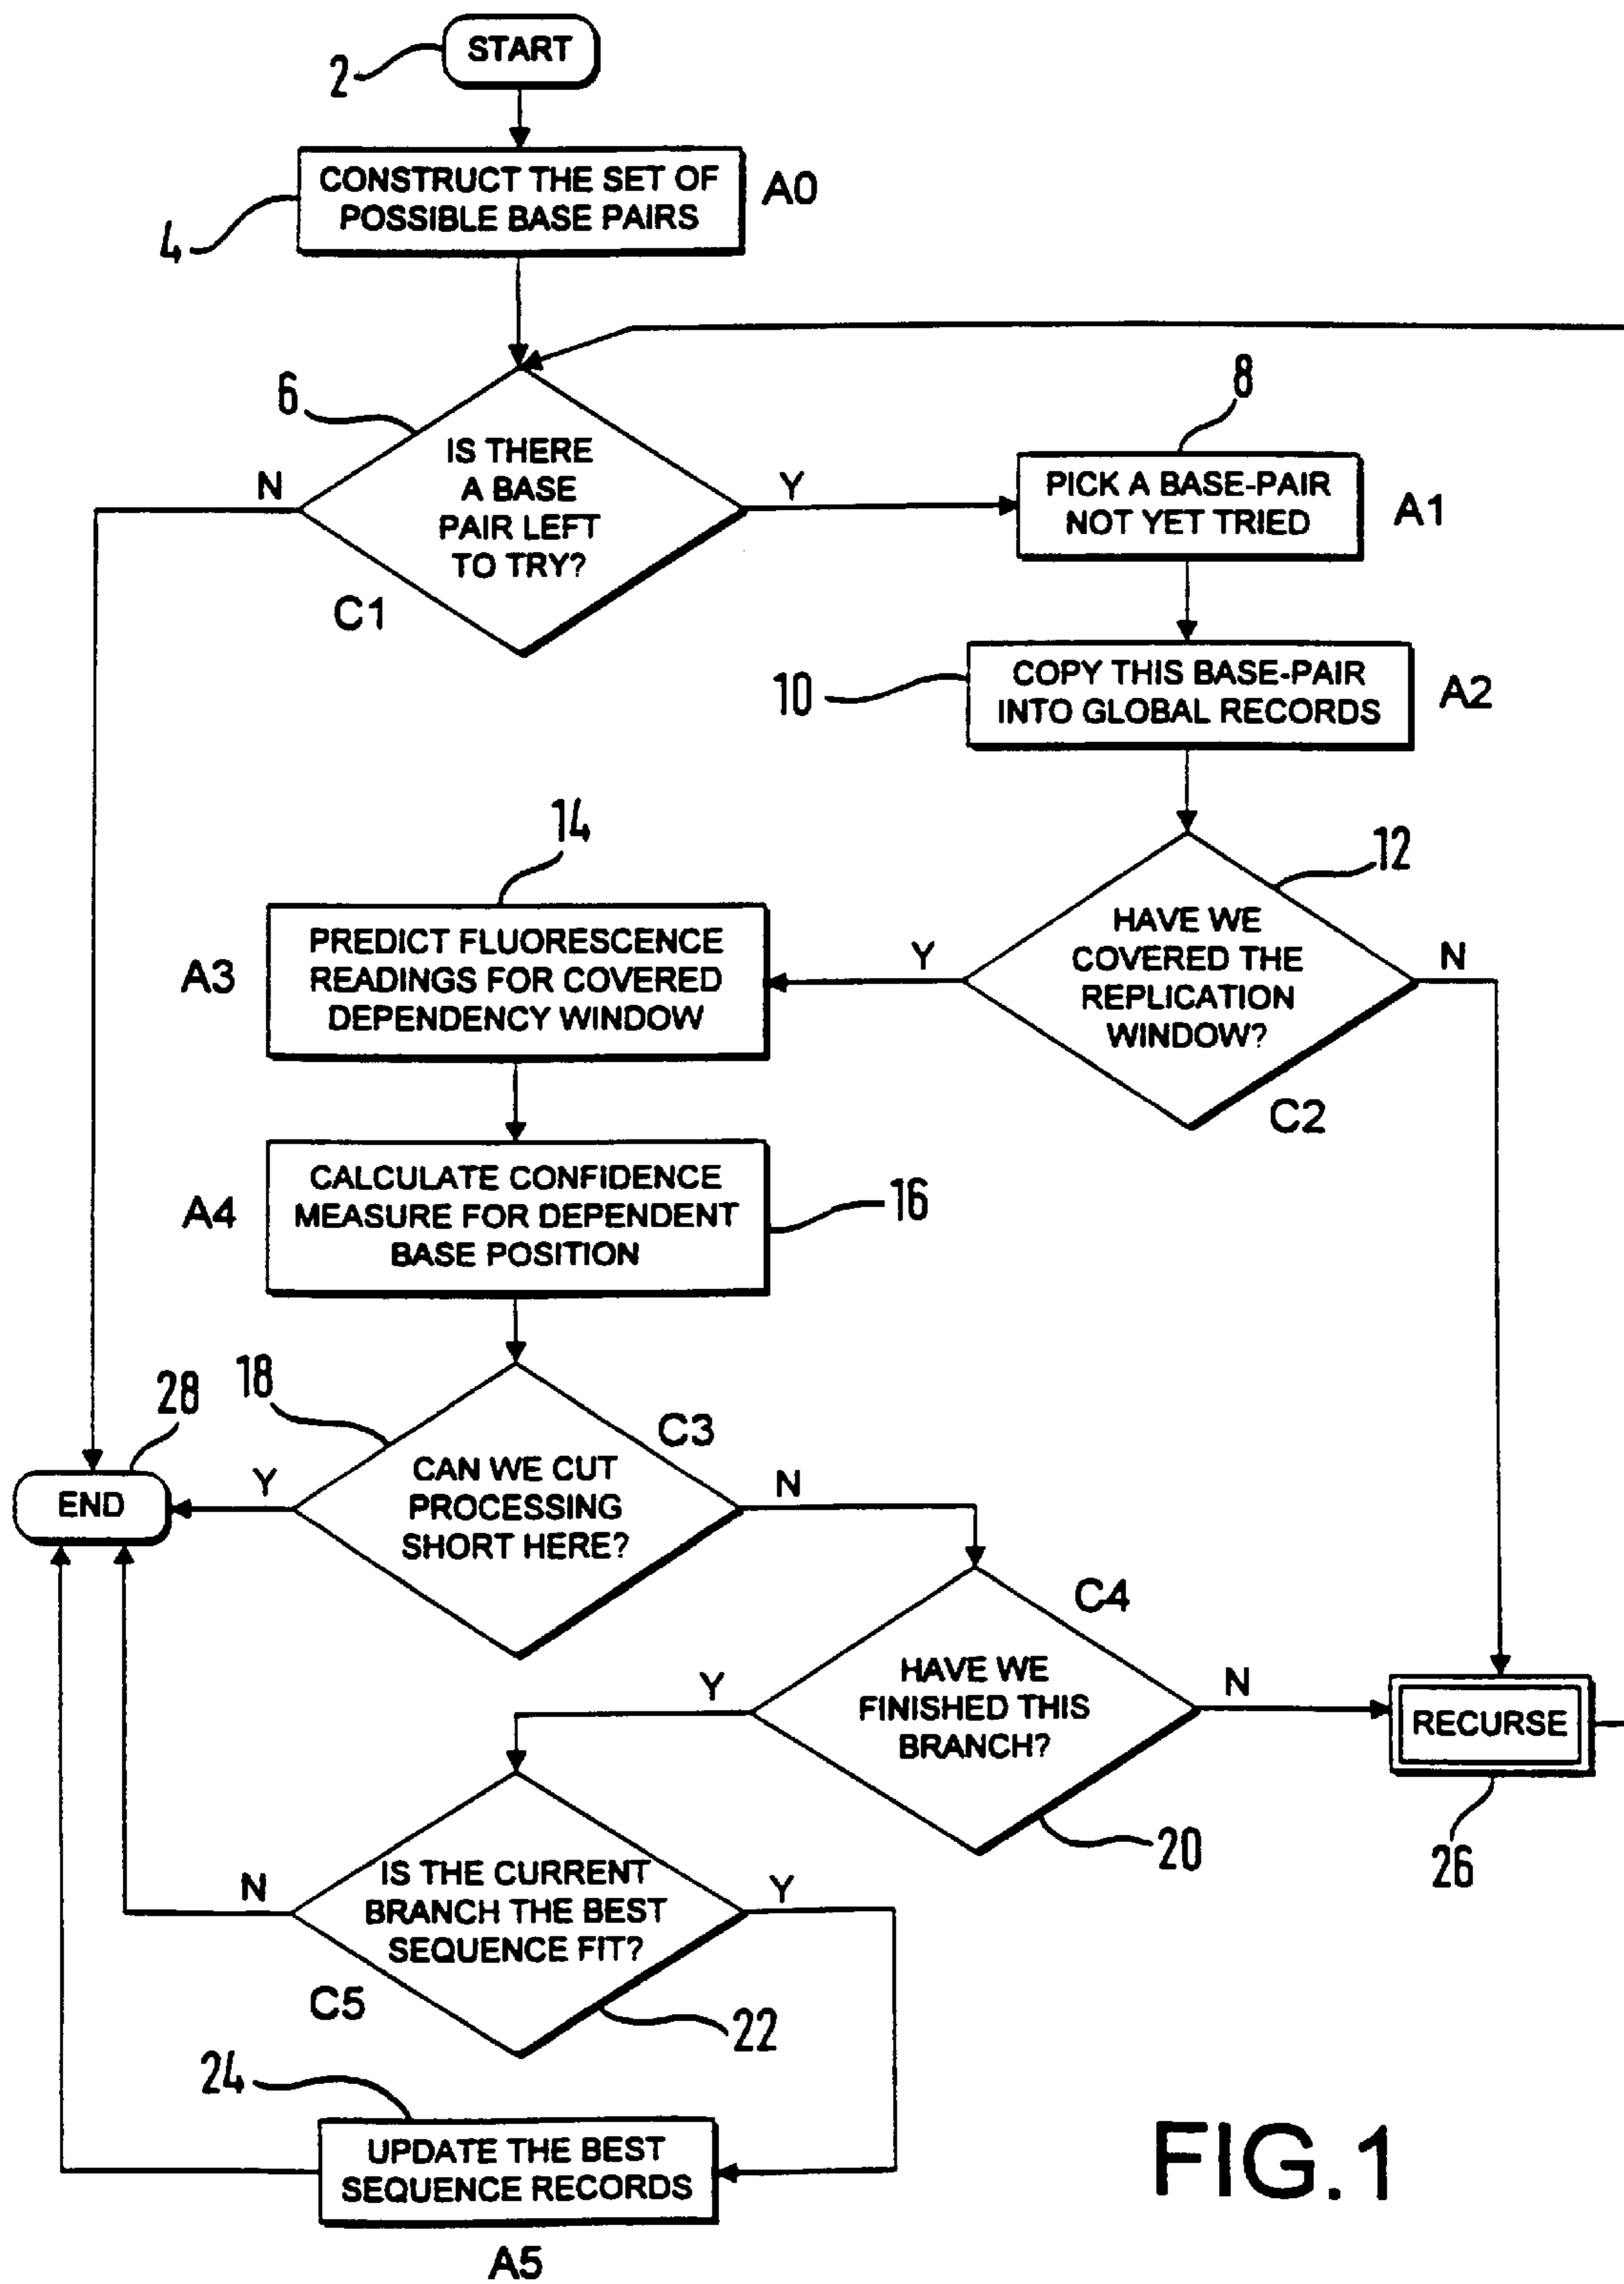 START
2
CONSTRUCT THE SET OF
POSSIBLE BASE PAIRS
A0
4
6
IS THERE
A BASE
PAIR LEFT
TO TRY?
N
Y
C1
8
PICK A BASE-PAIR
NOT YET TRIED
A1
10
COPY THIS BASE-PAIR
INTO GLOBAL RECORDS
A2
12
HAVE WE
COVERED THE
REPLICATION
WINDOW?
Y
N
C2
14
PREDICT FLUORESCENCE
READINGS FOR COVERED
DEPENDENCY WINDOW
A3
CALCULATE CONFIDENCE
MEASURE FOR DEPENDENT
BASE POSITION
A4
16
18
C3
CAN WE CUT
PROCESSING
SHORT HERE?
Y
N
28
END
C4
HAVE WE
FINISHED THIS
BRANCH?
Y
N
20
RECURSE
26
IS THE CURRENT
BRANCH THE BEST
SEQUENCE FIT?
N
Y
C5
22
24
UPDATE THE BEST
SEQUENCE RECORDS
A5
FIG.1